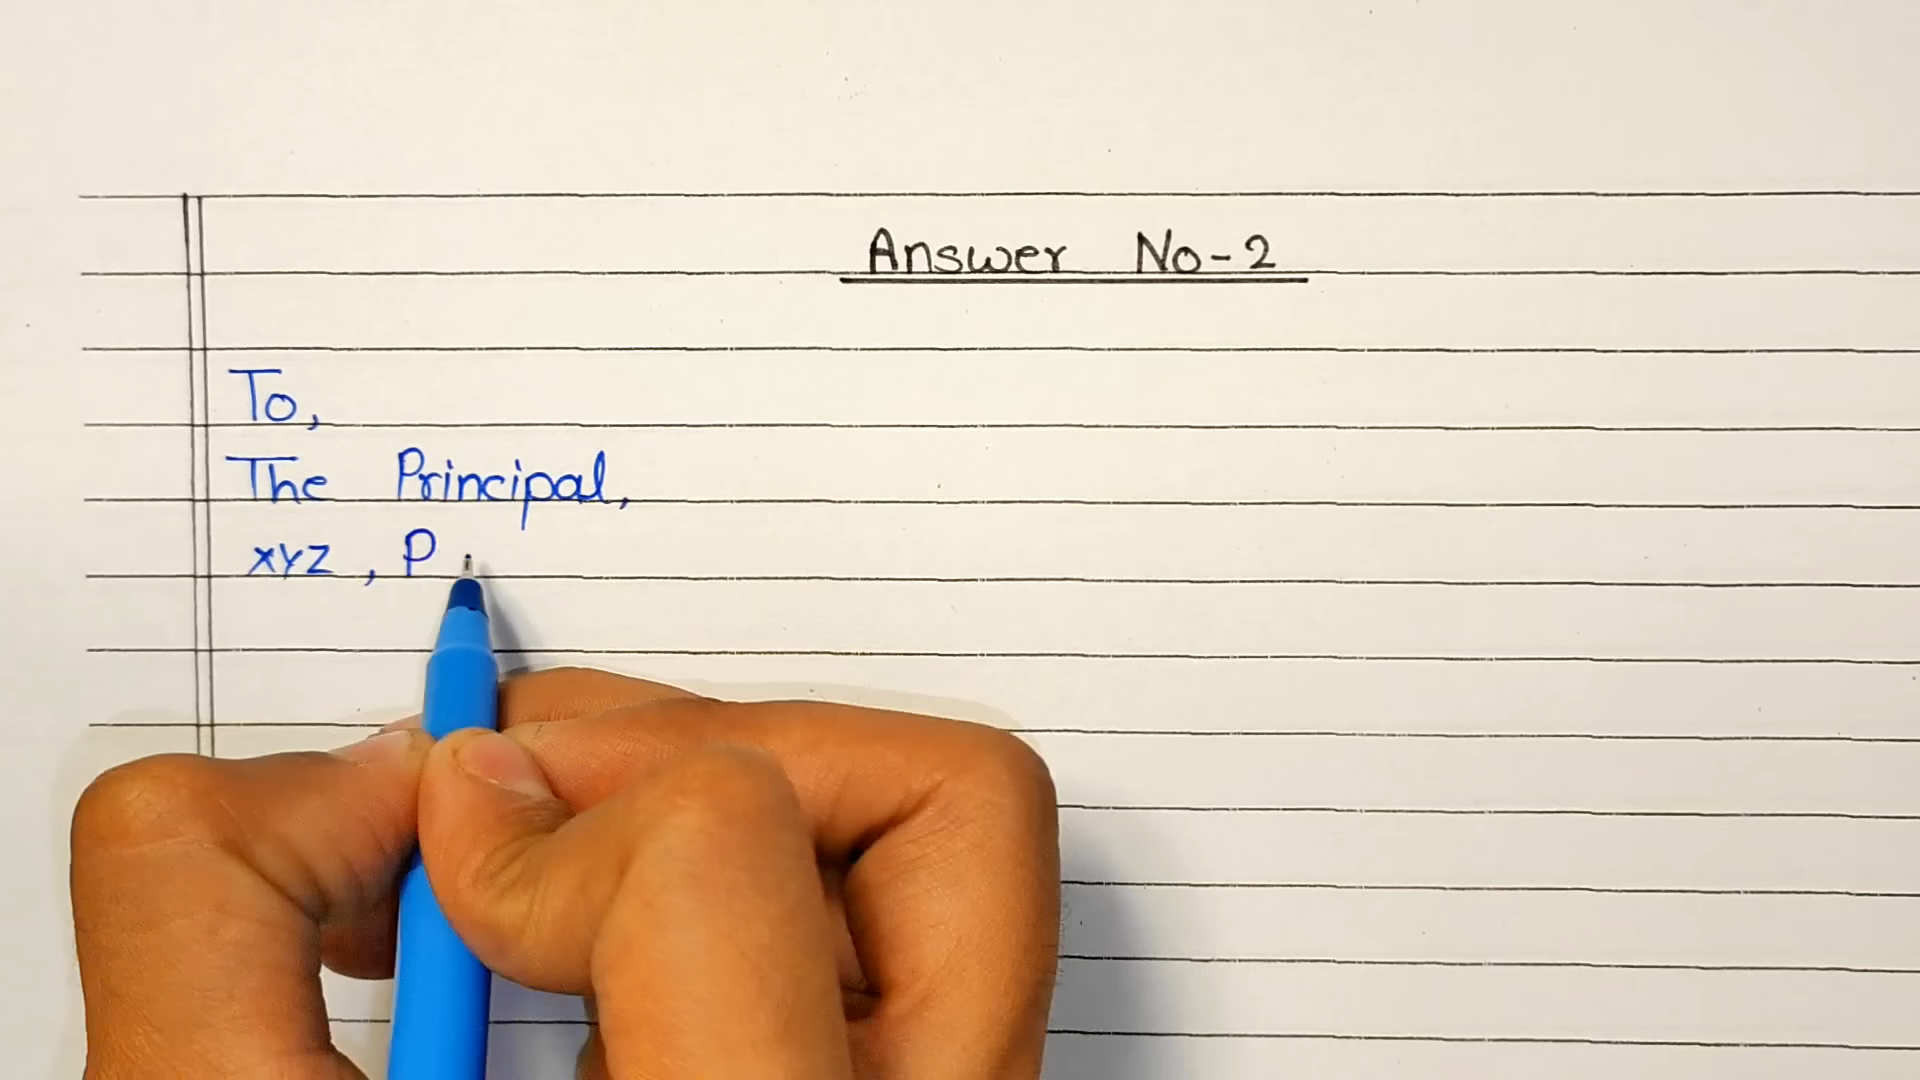 Answer No-2
To,
The Principal,
XYZ, P